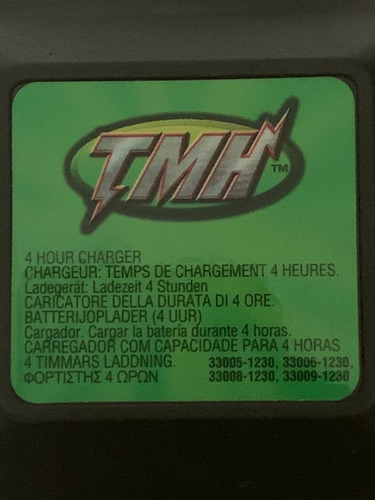 TMH™
4 HOUR CHARGER
CHARGEUR: TEMPS DE CHARGEMENT 4 HEURES.
Ladegerät: Ladezeit 4 Stunden
CARICATORE DELLA DURATA DI 4 ORE.
BATTERIJOPLADER (4 UUR)
Cargador. Cargar la batería durante 4 horas.
CARREGADOR COM CAPACIDADE PARA 4 HORAS
4 TIMMARS LADDNING. 33005-1230, 33006-1230,
ΦΟΡΤΙΣΤΗΣ 4 ΩΡΩΝ 33008-1230, 33009-1230